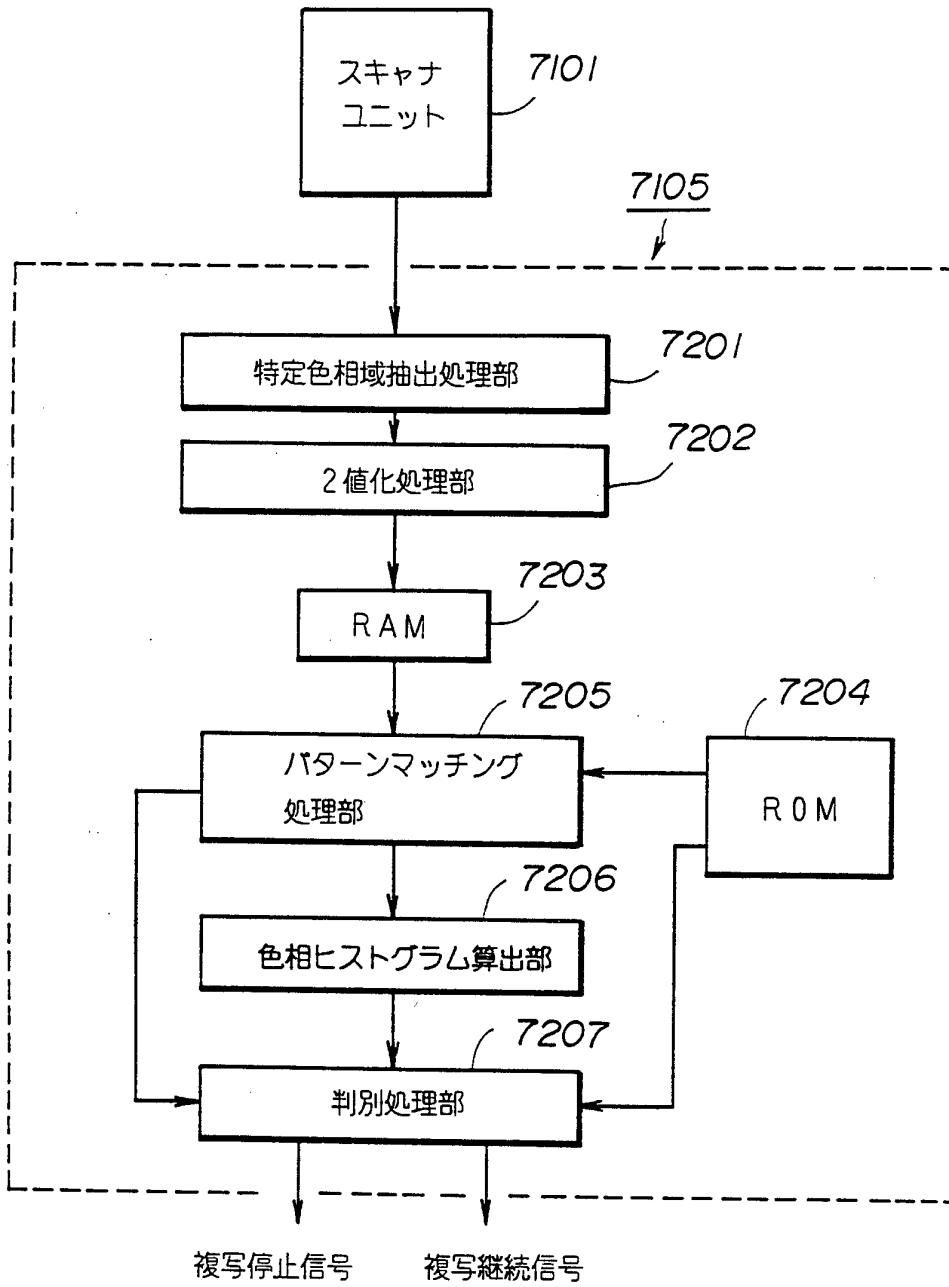 スキャナ
ユニット
7101
7105
7201
特定色相域抽出処理部
7202
2値化処理部
7203
RAM
7205
7204
パターンマッチング
処理部
ROM
7206
色相ヒストグラム算出部
7207
判別処理部
複写停止信号
複写継続信号